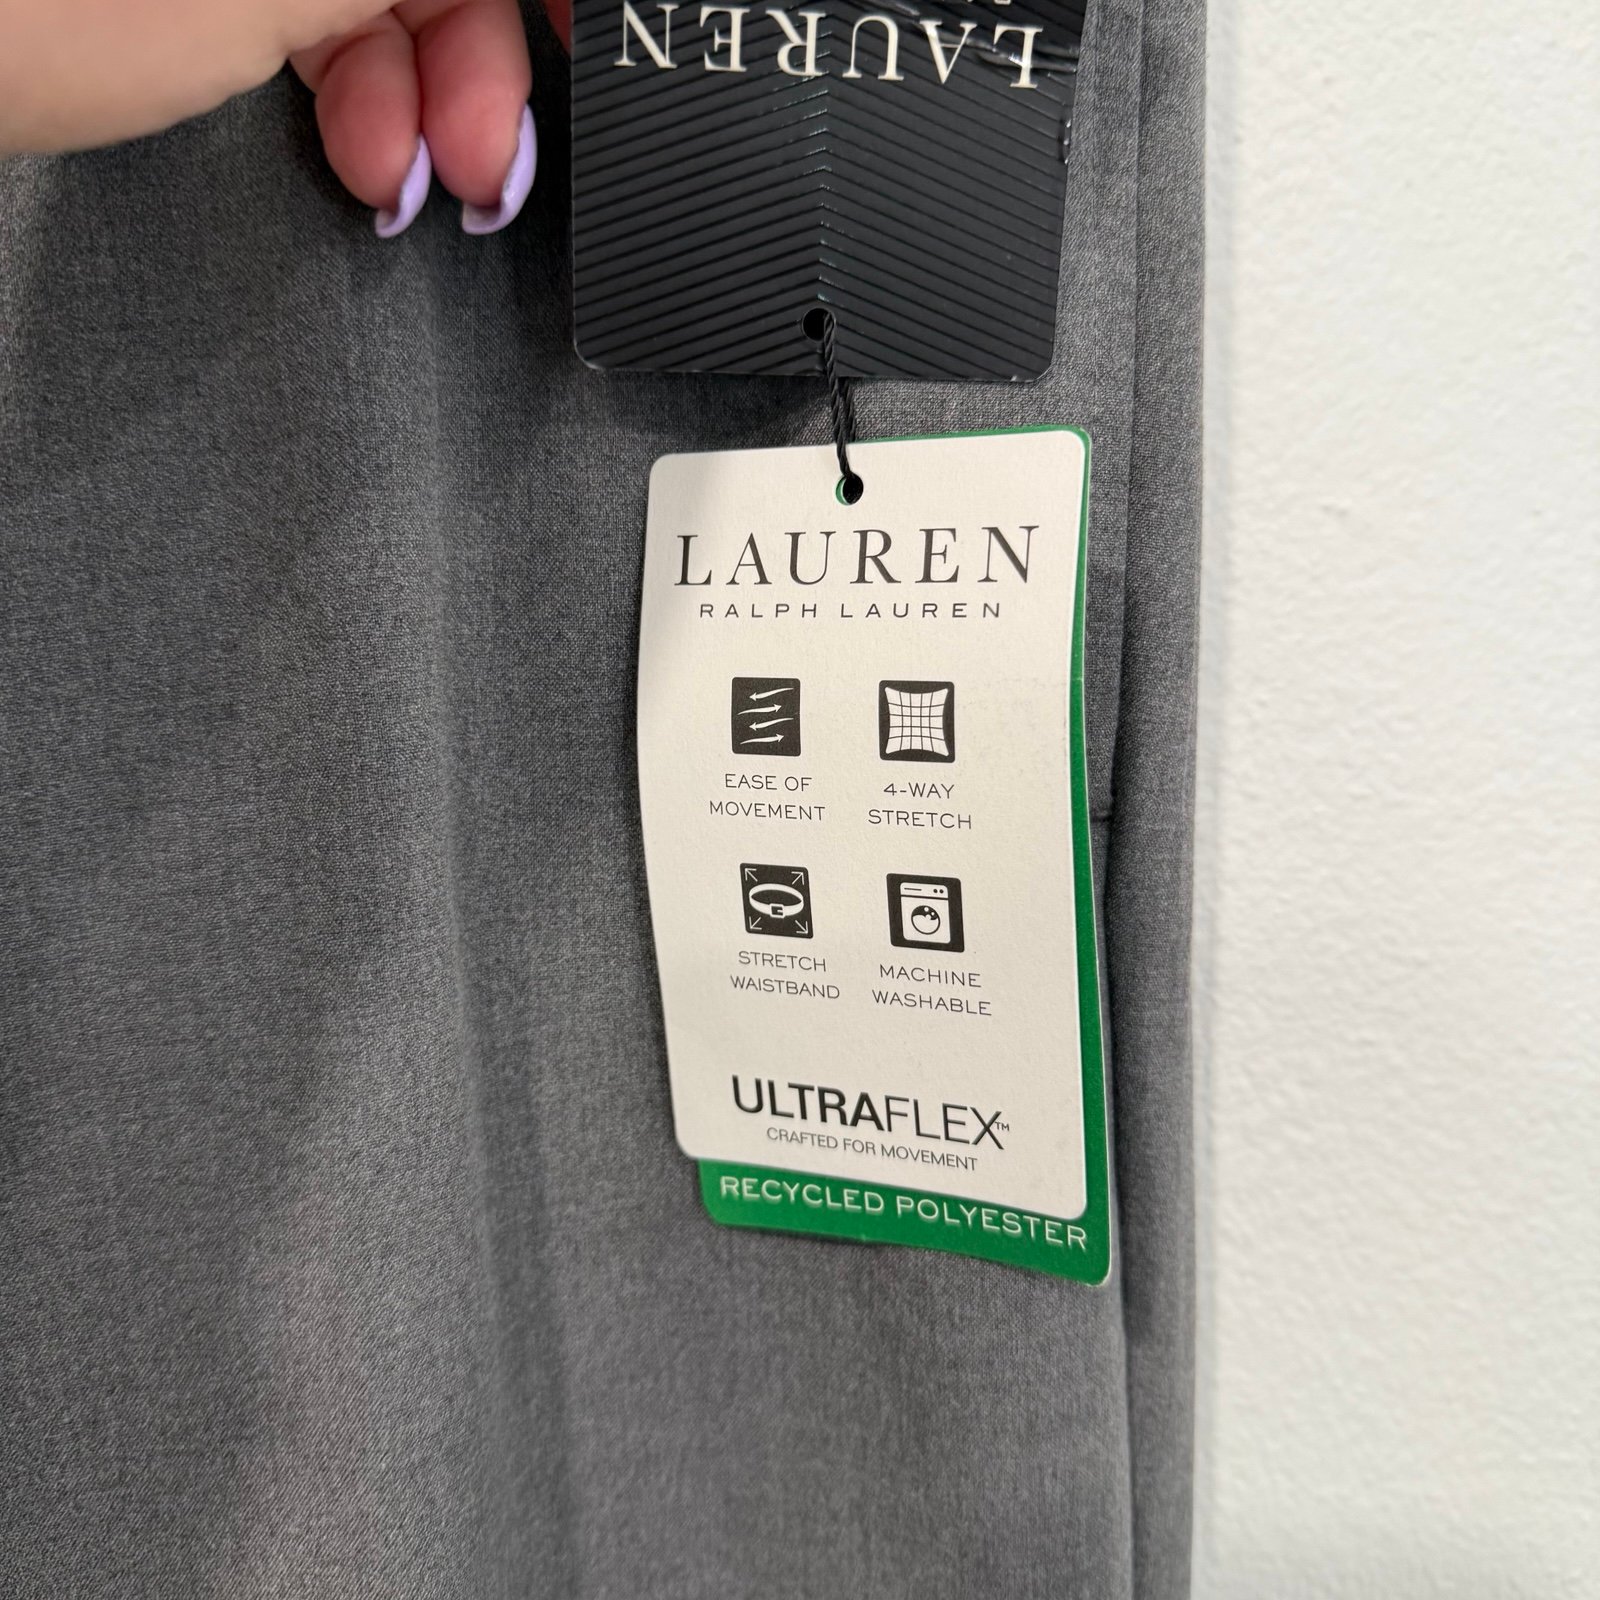 LAUREN
LAUREN
RALPH LAUREN
EASE OF
MOVEMENT
4-WAY
STRETCH
STRETCH
WAISTBAND
MACHINE
WASHABLE
ULTRAFLEX™
CRAFTED FOR MOVEMENT
RECYCLED POLYESTER